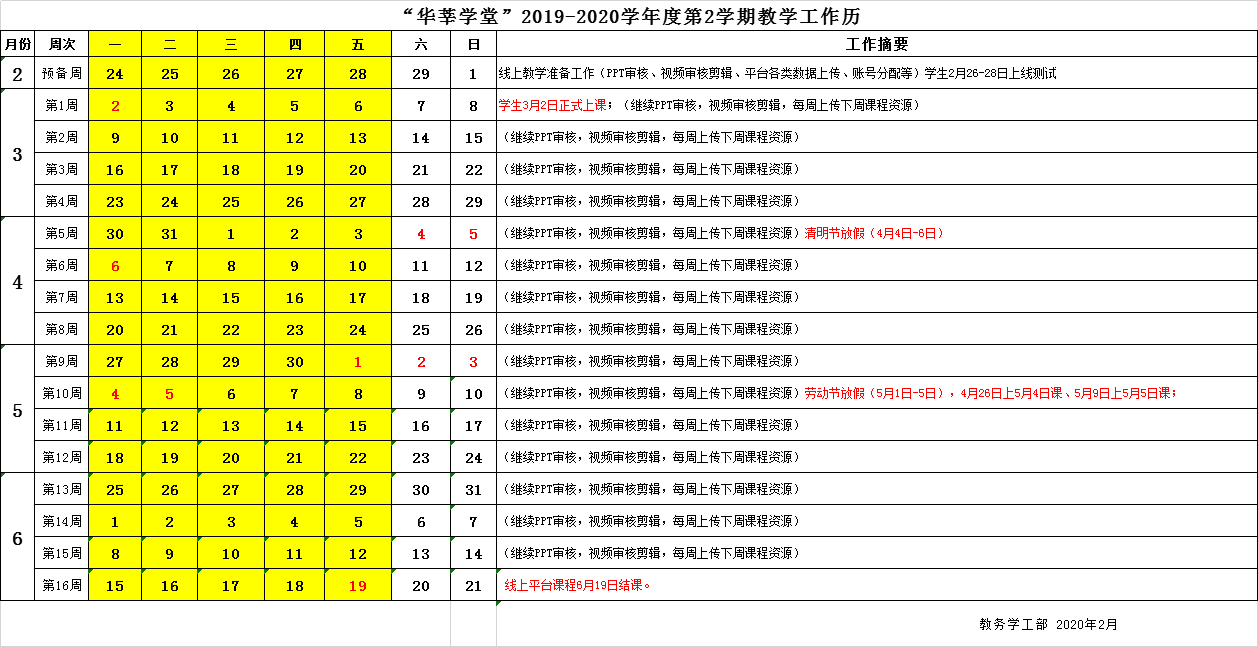 “华莘学堂”2019-2020学年度第2学期教学工作历
月份 周次 一 二 三 四 五 六 日 工作摘要
2 预备周 24 25 26 27 28 29 1 线上教学准备工作（PPT审核、视频审核剪辑、平台各类数据上传、账号分配等）学生2月26-28日上线测试
3 第1周 2 3 4 5 6 7 8 学生3月2日正式上课；（继续PPT审核，视频审核剪辑，每周上传下周课程资源）
第2周 9 10 11 12 13 14 15 （继续PPT审核，视频审核剪辑，每周上传下周课程资源）
第3周 16 17 18 19 20 21 22 （继续PPT审核，视频审核剪辑，每周上传下周课程资源）
第4周 23 24 25 26 27 28 29 （继续PPT审核，视频审核剪辑，每周上传下周课程资源）
4 第5周 30 31 1 2 3 4 5 （继续PPT审核，视频审核剪辑，每周上传下周课程资源）清明节放假（4月4日-6日）
第6周 6 7 8 9 10 11 12 （继续PPT审核，视频审核剪辑，每周上传下周课程资源）
第7周 13 14 15 16 17 18 19 （继续PPT审核，视频审核剪辑，每周上传下周课程资源）
第8周 20 21 22 23 24 25 26 （继续PPT审核，视频审核剪辑，每周上传下周课程资源）
5 第9周 27 28 29 30 1 2 3 （继续PPT审核，视频审核剪辑，每周上传下周课程资源）
第10周 4 5 6 7 8 9 10 （继续PPT审核，视频审核剪辑，每周上传下周课程资源）劳动节放假（5月1日-5日），4月26日上5月4日课、5月9日上5月5日课；
第11周 11 12 13 14 15 16 17 （继续PPT审核，视频审核剪辑，每周上传下周课程资源）
第12周 18 19 20 21 22 23 24 （继续PPT审核，视频审核剪辑，每周上传下周课程资源）
6 第13周 25 26 27 28 29 30 31 （继续PPT审核，视频审核剪辑，每周上传下周课程资源）
第14周 1 2 3 4 5 6 7 （继续PPT审核，视频审核剪辑，每周上传下周课程资源）
第15周 8 9 10 11 12 13 14 （继续PPT审核，视频审核剪辑，每周上传下周课程资源）
第16周 15 16 17 18 19 20 21 线上平台课程6月19日结课。
教务学工部 2020年2月